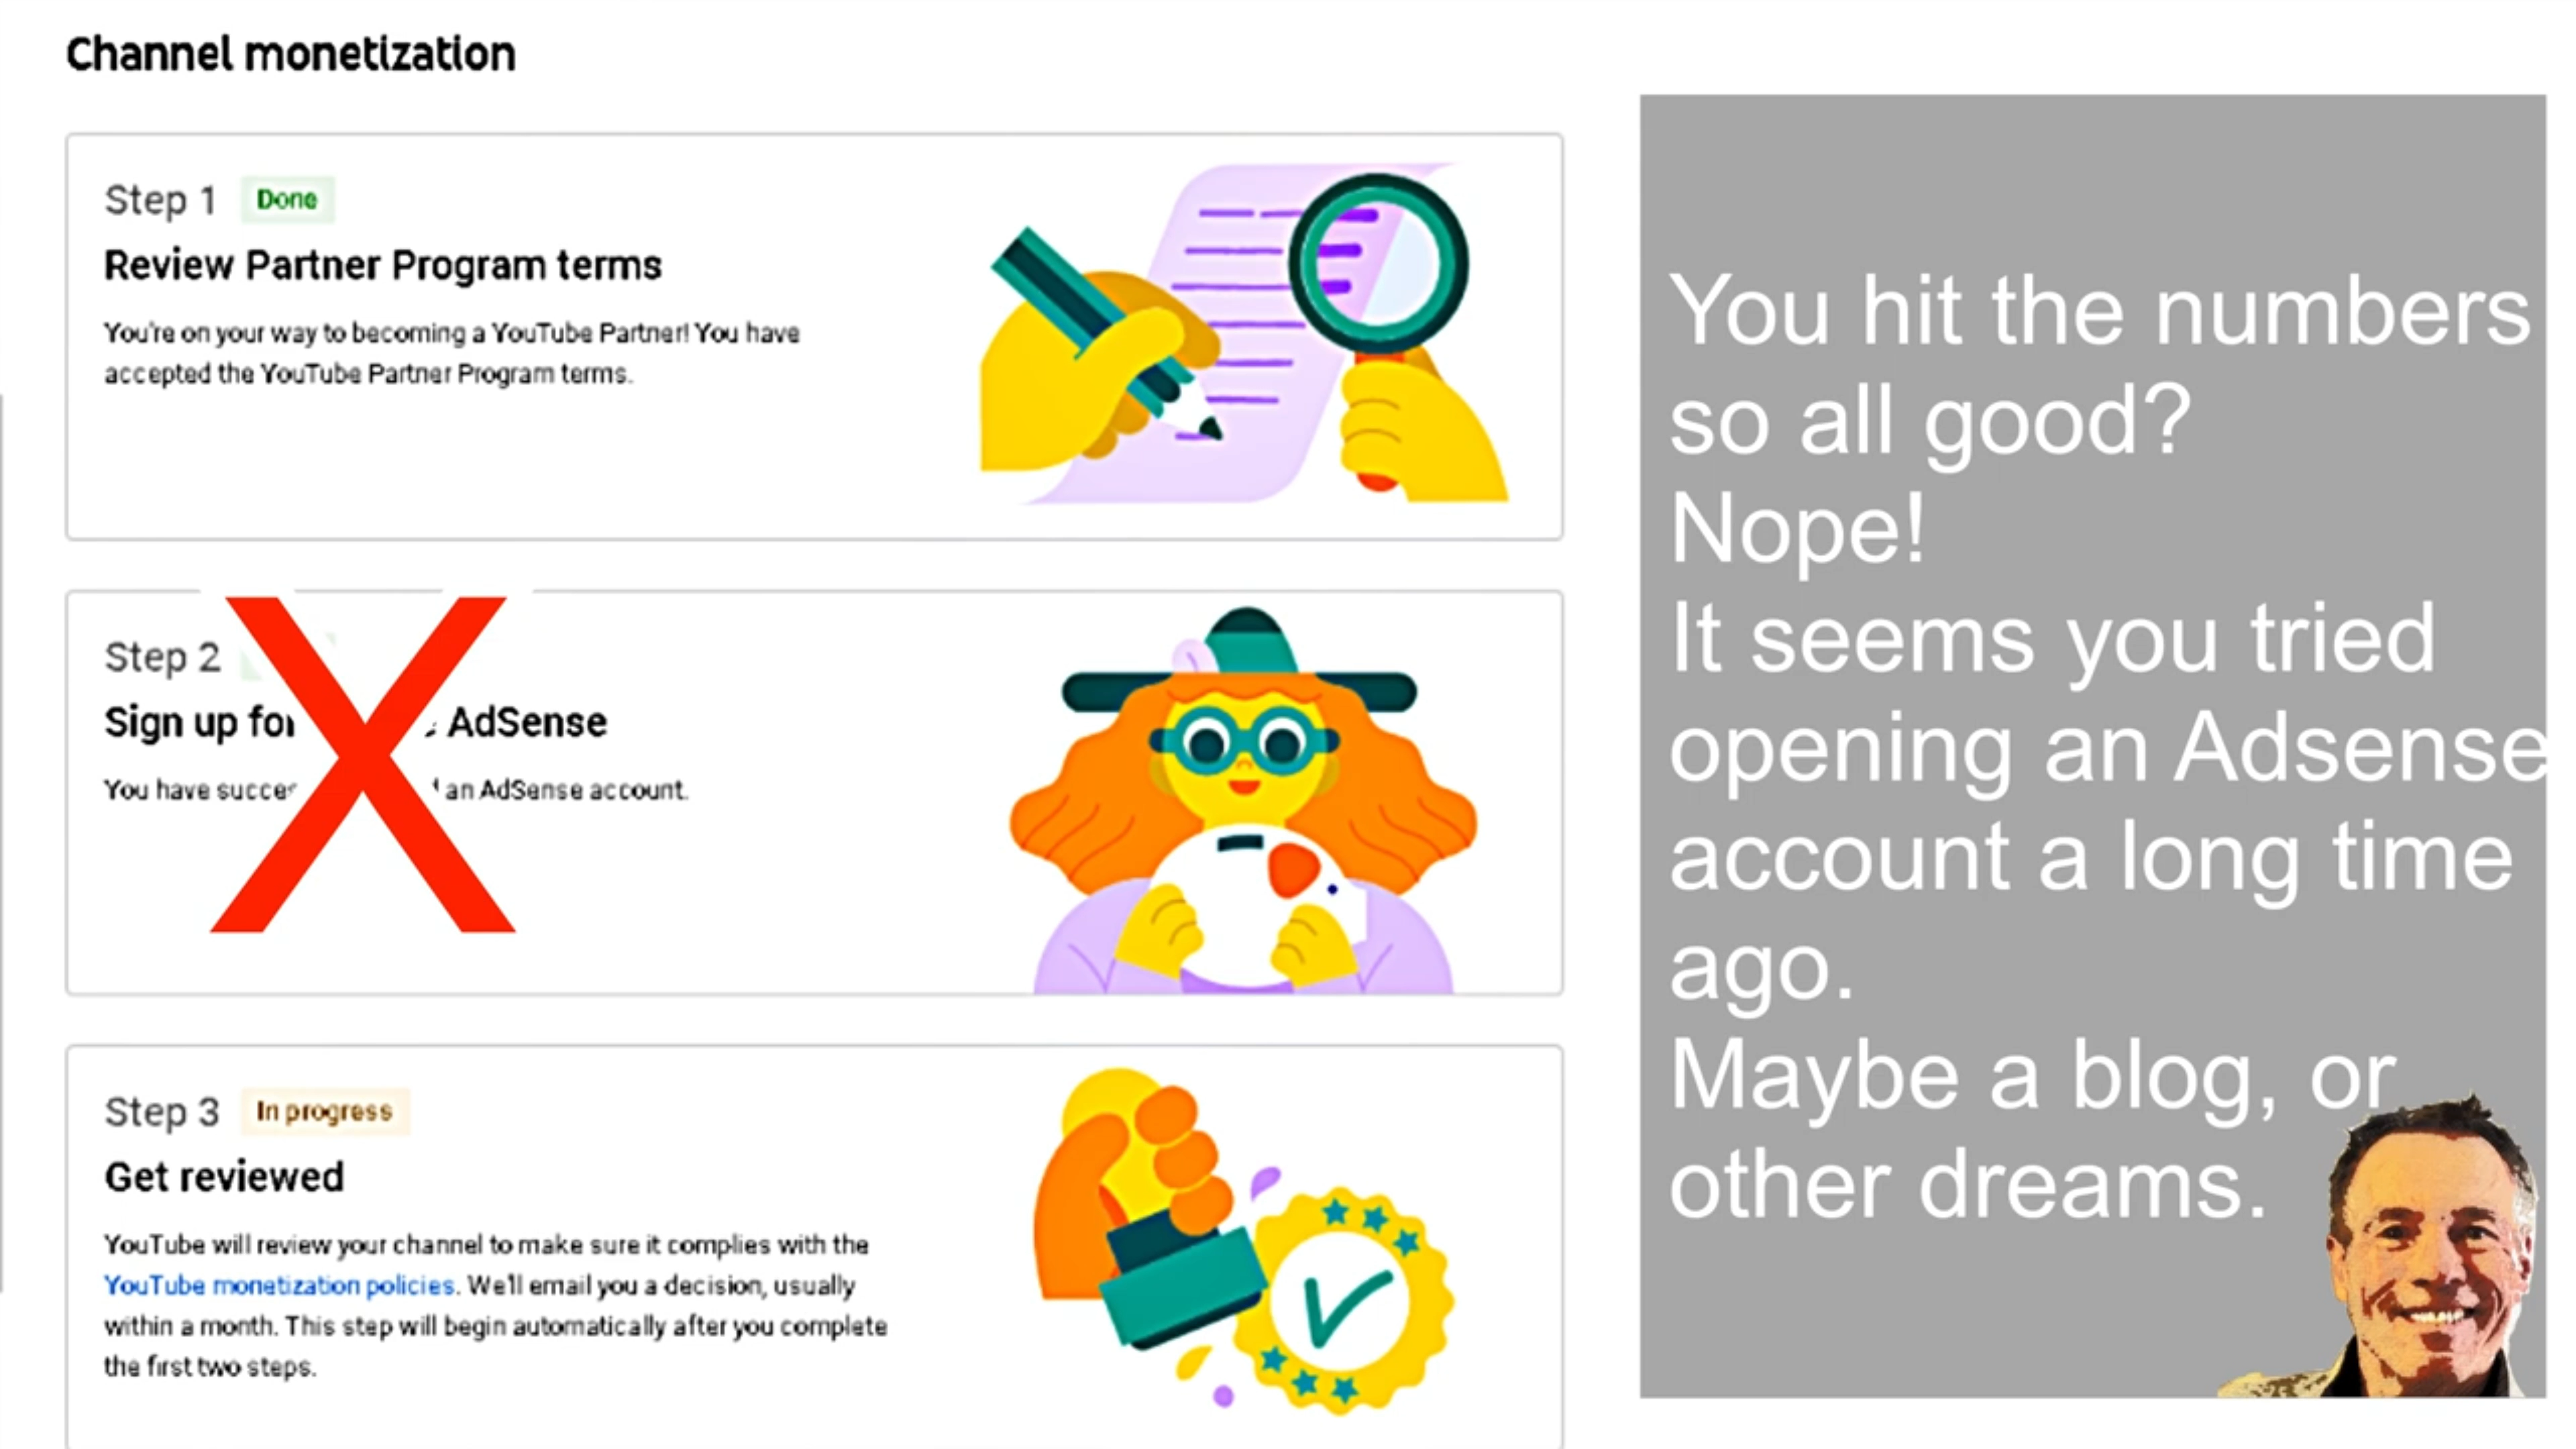 Channel monetization
Step 1 Done
Review Partner Program terms
You're on your way to becoming a YouTube Partner! You have
accepted the YouTube Partner Program terms.
Step 2
Sign up for AdSense
You have an AdSense account.
Step 3 In progress
Get reviewed
YouTube will review your channel to make sure it complies with the
YouTube monetization policies. We'll email you a decision, usually
within a month. This step will begin automatically after you complete
the first two steps.
You hit the numbers
so all good?
Nope!
It seems you tried
opening an Adsense
account a long time
ago.
Maybe a blog, or
other dreams.
X